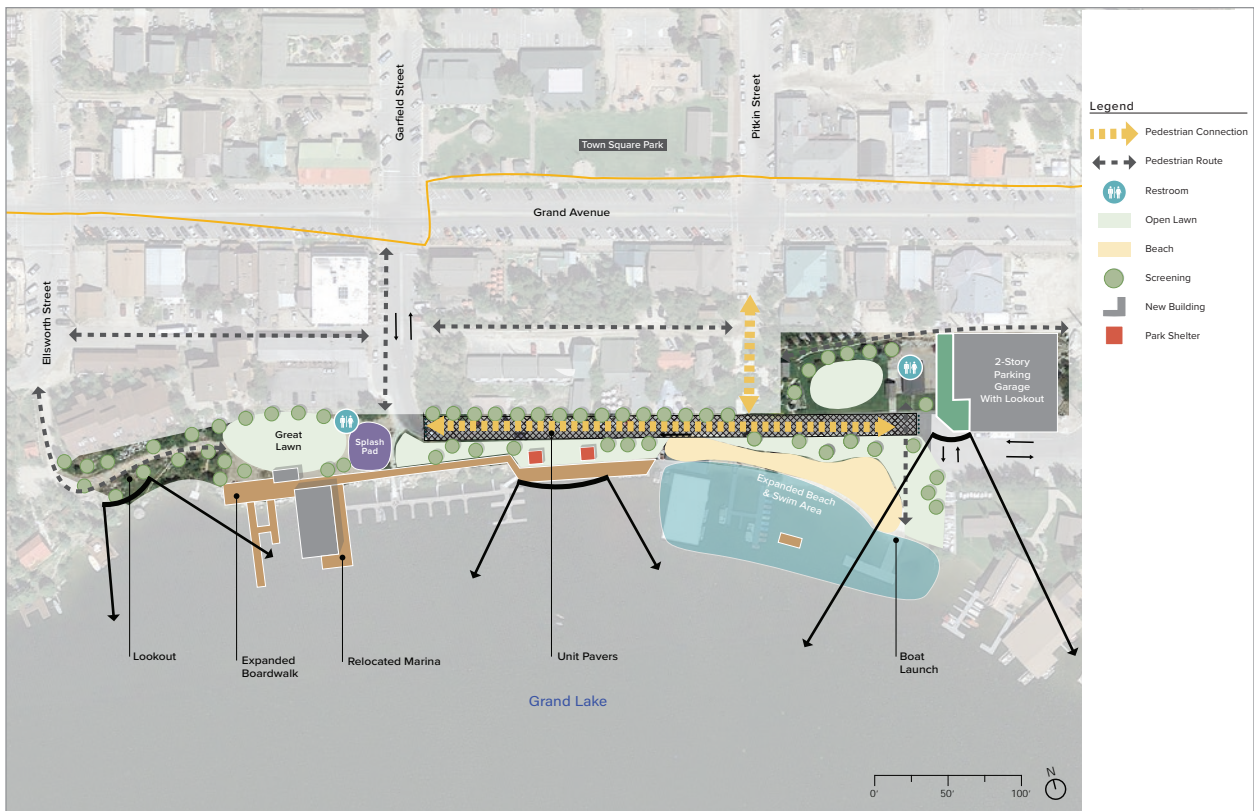 Garfield Street
Pitkin Street
Town Square Park
Grand Avenue
Ellsworth Street
2-Story
Parking
Garage
With Lookout
Great
Lawn
Splash
Pad
Expanded Beach
& Swim Area
Lookout
Expanded
Boardwalk
Relocated Marina
Unit Pavers
Boat
Launch
Grand Lake
0'
50'
100'
N
Legend
Pedestrian Connection
Pedestrian Route
Restroom
Open Lawn
Beach
Screening
New Building
Park Shelter